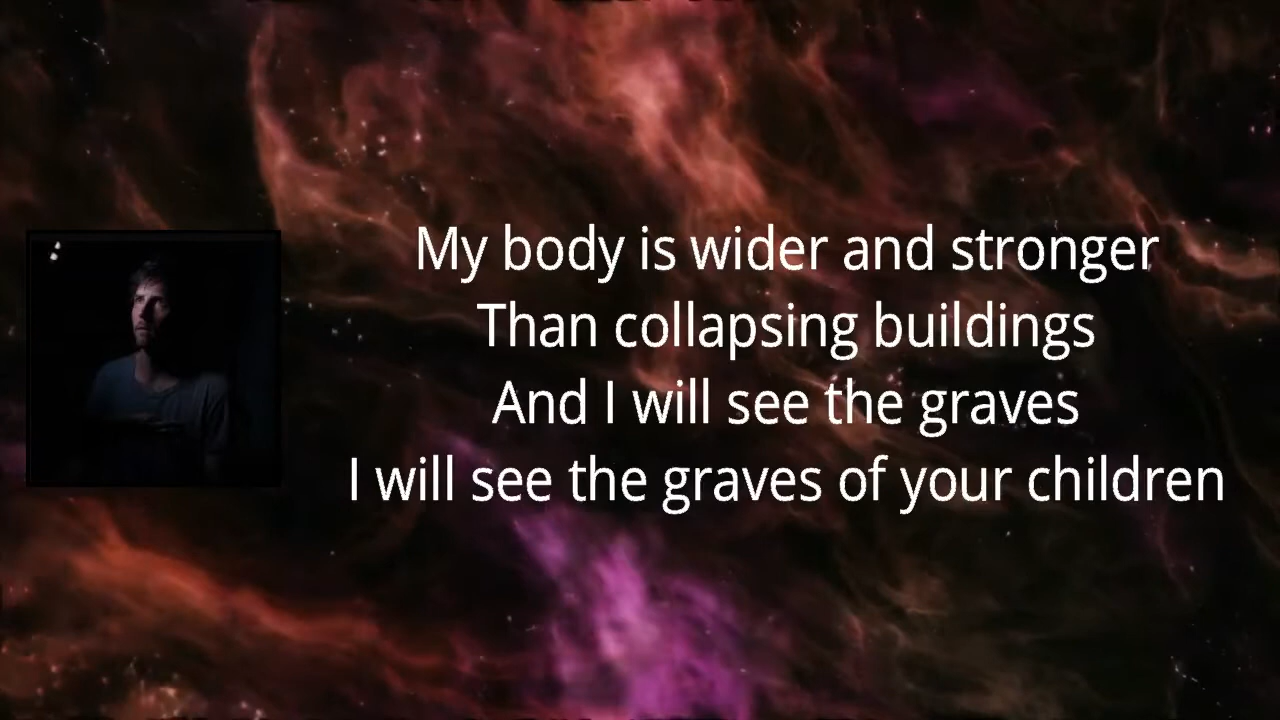 My body is wider and stronger
Than collapsing buildings
And I will see the graves
I will see the graves of your children